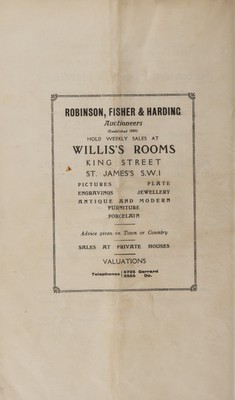 ROBINSON, FISHER & HARDING
Auctioneers
HOLD WEEKLY SALES AT
WILLIS'S ROOMS
KING STREET
ST. JAMES'S S.W.1
PICTURES PLATE
ENGRAVINGS JEWELLERY
ANTIQUE AND MODERN
FURNITURE
PORCELAIN
Advice given in Town or Country
SALES AT PRIVATE HOUSES
VALUATIONS
Telephones Gerrard
Do.